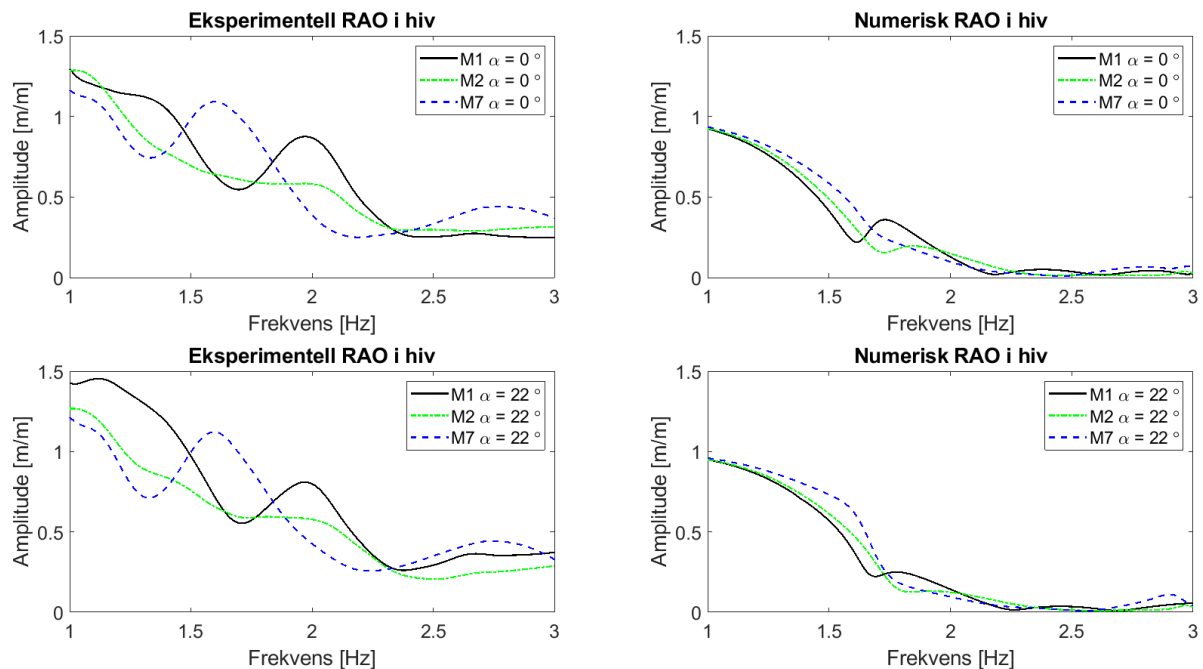 Eksperimentell RAO i hiv
1.5
1
0.5
0
Amplitude [m/m]
M1 α = 0 °
M2 α = 0 °
M7 α = 0 °
1 1.5 2 2.5 3
Frekvens [Hz]
Numerisk RAO i hiv
1.5
1
0.5
0
Amplitude [m/m]
M1 α = 0 °
M2 α = 0 °
M7 α = 0 °
1 1.5 2 2.5 3
Frekvens [Hz]
Eksperimentell RAO i hiv
1.5
1
0.5
0
Amplitude [m/m]
M1 α = 22 °
M2 α = 22 °
M7 α = 22 °
1 1.5 2 2.5 3
Frekvens [Hz]
Numerisk RAO i hiv
1.5
1
0.5
0
Amplitude [m/m]
M1 α = 22 °
M2 α = 22 °
M7 α = 22 °
1 1.5 2 2.5 3
Frekvens [Hz]